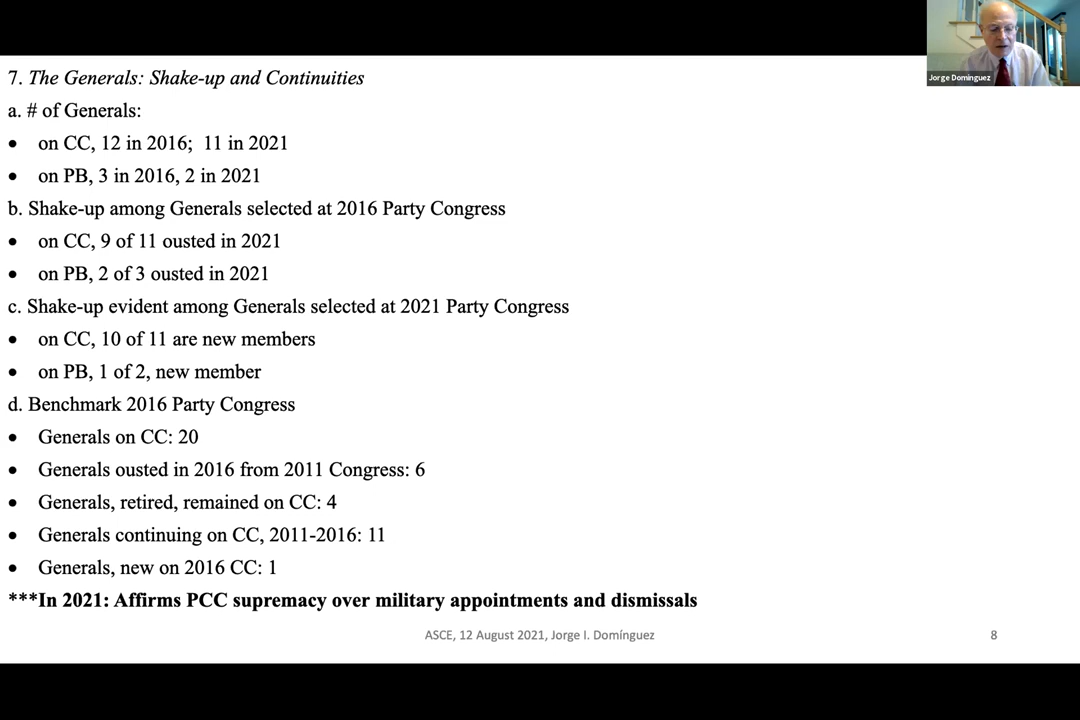 Jorge Domínguez
7. The Generals: Shake-up and Continuities
a. # of Generals:
• on CC, 12 in 2016; 11 in 2021
• on PB, 3 in 2016, 2 in 2021
b. Shake-up among Generals selected at 2016 Party Congress
• on CC, 9 of 11 ousted in 2021
• on PB, 2 of 3 ousted in 2021
c. Shake-up evident among Generals selected at 2021 Party Congress
• on CC, 10 of 11 are new members
• on PB, 1 of 2, new member
d. Benchmark 2016 Party Congress
• Generals on CC: 20
• Generals ousted in 2016 from 2011 Congress: 6
• Generals, retired, remained on CC: 4
• Generals continuing on CC, 2011-2016: 11
• Generals, new on 2016 CC: 1
***In 2021: Affirms PCC supremacy over military appointments and dismissals
ASCE, 12 August 2021, Jorge I. Domínguez 8